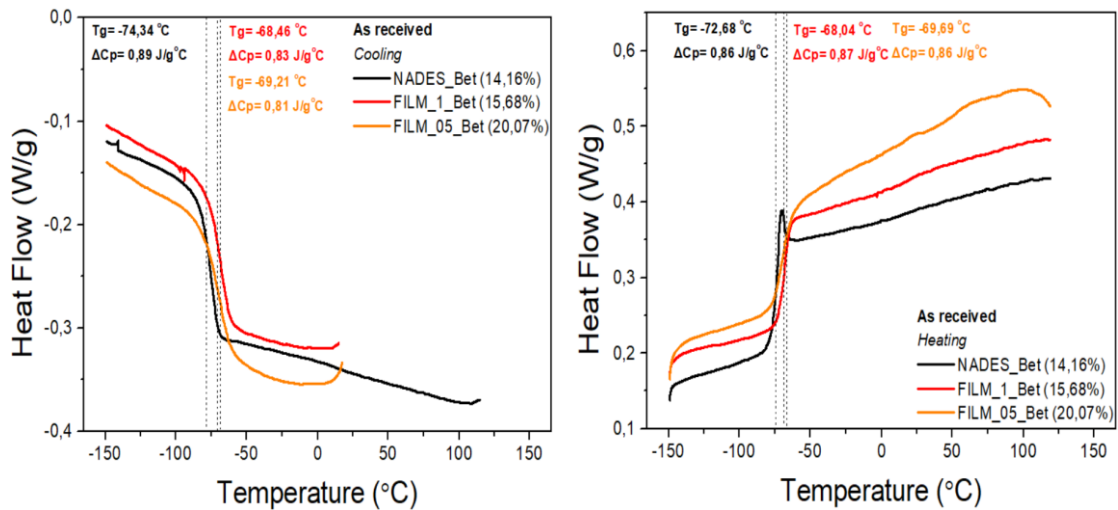 Tg= -74,34 °C
ΔCp= 0,89 J/g°C
Tg= -68,46 °C
ΔCp= 0,83 J/g°C
Tg= -69,21 °C
ΔCp= 0,81 J/g°C
As received
Cooling
NADES_Bet (14,16%)
FILM_1_Bet (15,68%)
FILM_05_Bet (20,07%)
0,0
-0,1
-0,2
-0,3
-0,4
Heat Flow (W/g)
-150 -100 -50 0 50 100 150
Temperature (°C)
Tg= -72,68 °C
ΔCp= 0,86 J/g°C
Tg= -68,04 °C
ΔCp= 0,87 J/g°C
Tg= -69,69 °C
ΔCp= 0,86 J/g°C
0,6
0,5
0,4
0,3
0,2
0,1
Heat Flow (W/g)
As received
Heating
NADES_Bet (14,16%)
FILM_1_Bet (15,68%)
FILM_05_Bet (20,07%)
-150 -100 -50 0 50 100 150
Temperature (°C)